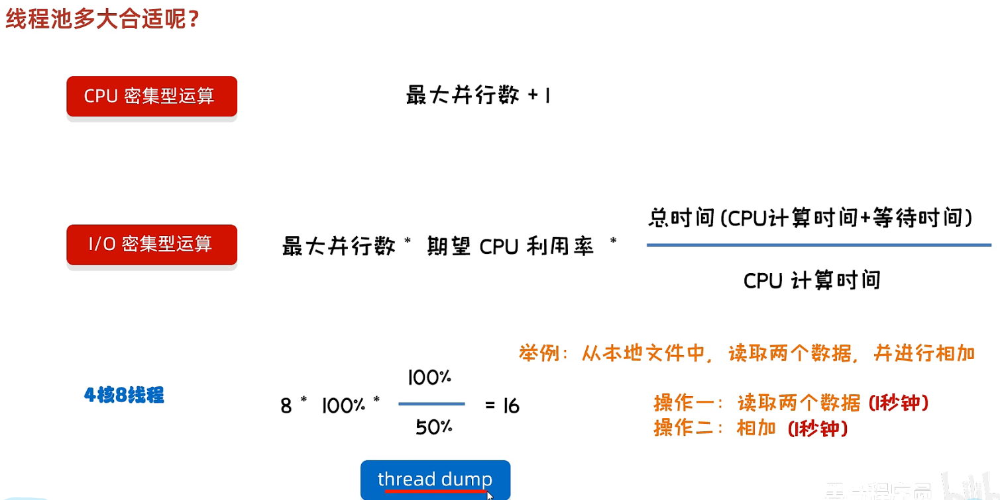 线程池多大合适呢？
CPU 密集型运算
最大并行数 + 1
I/O 密集型运算
最大并行数 * 期望 CPU 利用率 *
总时间 (CPU计算时间+等待时间)
CPU 计算时间
举例：从本地文件中，读取两个数据，并进行相加
4核8线程
8 * 100% *
100%
50%
= 16
操作一：读取两个数据 (1秒钟)
操作二：相加 (1秒钟)
thread dump